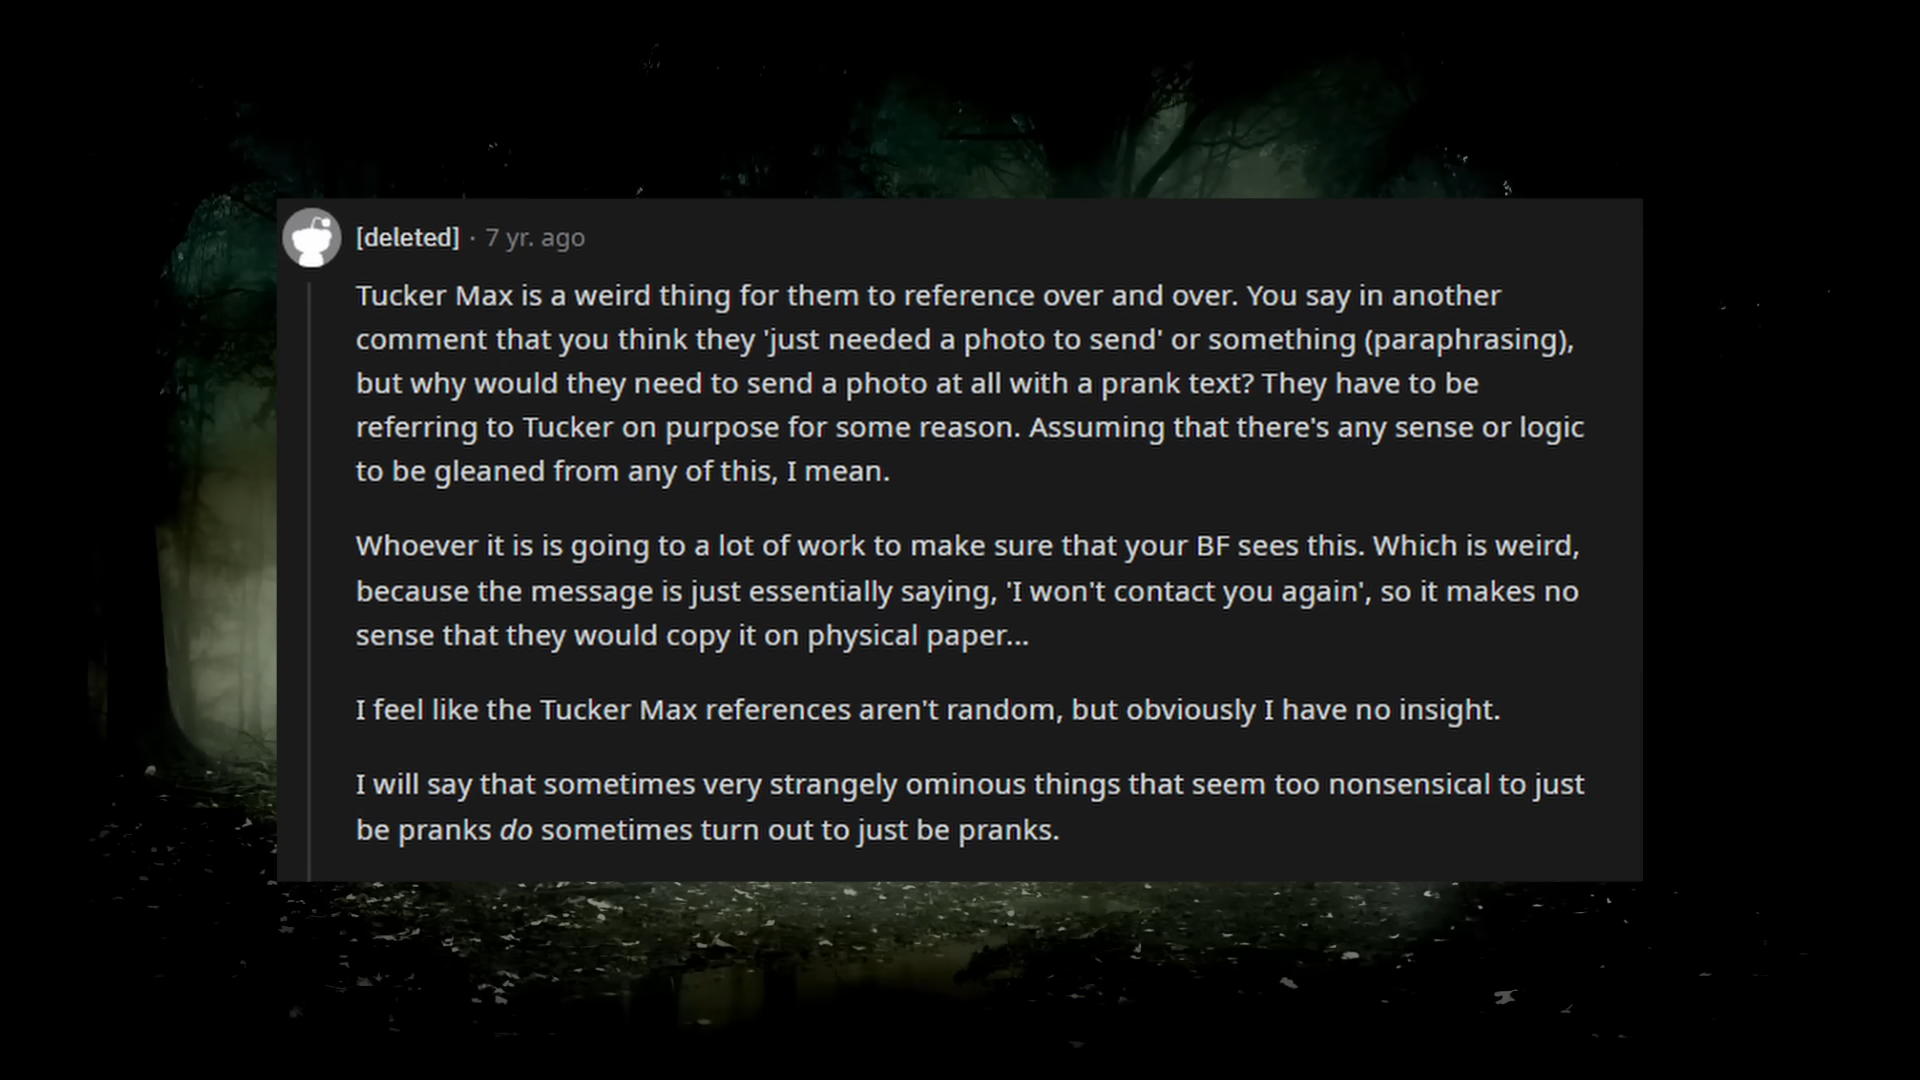 [deleted] · 7 yr. ago
Tucker Max is a weird thing for them to reference over and over. You say in another
comment that you think they 'just needed a photo to send' or something (paraphrasing),
but why would they need to send a photo at all with a prank text? They have to be
referring to Tucker on purpose for some reason. Assuming that there's any sense or logic
to be gleaned from any of this, I mean.
Whoever it is is going to a lot of work to make sure that your BF sees this. Which is weird,
because the message is just essentially saying, 'I won't contact you again', so it makes no
sense that they would copy it on physical paper...
I feel like the Tucker Max references aren't random, but obviously I have no insight.
I will say that sometimes very strangely ominous things that seem too nonsensical to just
be pranks do sometimes turn out to just be pranks.